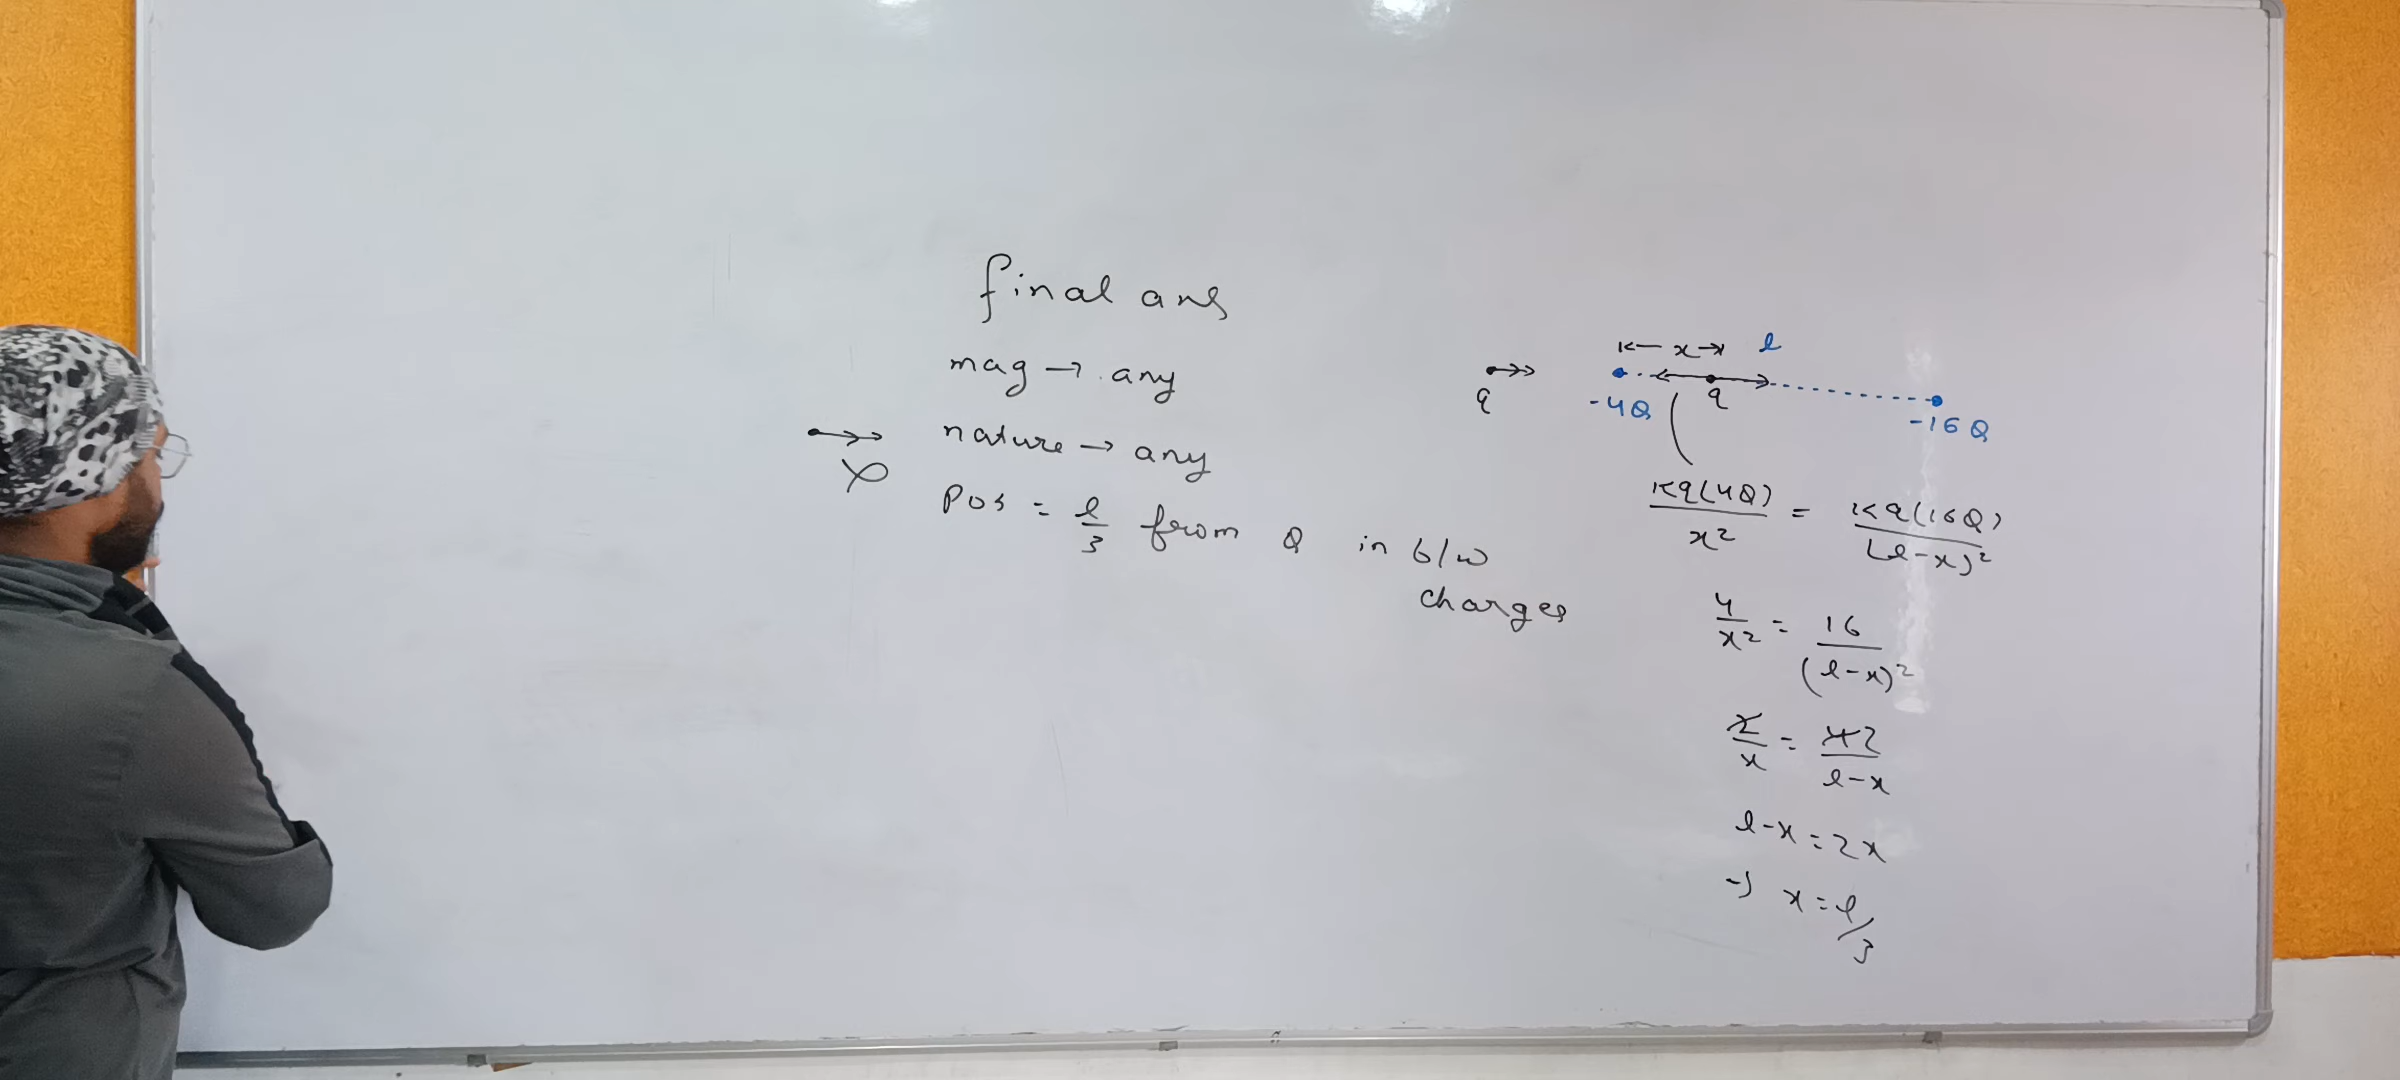 final ans
mag → any
nature → any
pos = l/3 from Q in b/w
charges
q
K— x → l
-4Q q -16Q
Kq(4Q)/x² = Kq(16Q)/(l-x)²
4/x² = 16/(l-x)²
2/x = 42/l-x
l-x = 2x
→ x = l/3